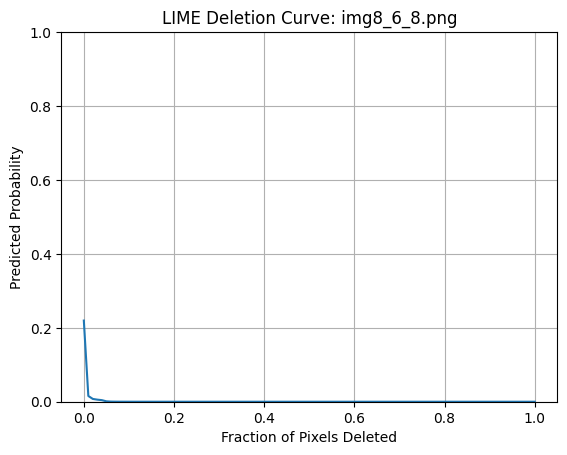 LIME Deletion Curve: img8_6_8.png
1.0
0.8
0.6
0.4
0.2
0.0
Predicted Probability
0.0 0.2 0.4 0.6 0.8 1.0
Fraction of Pixels Deleted